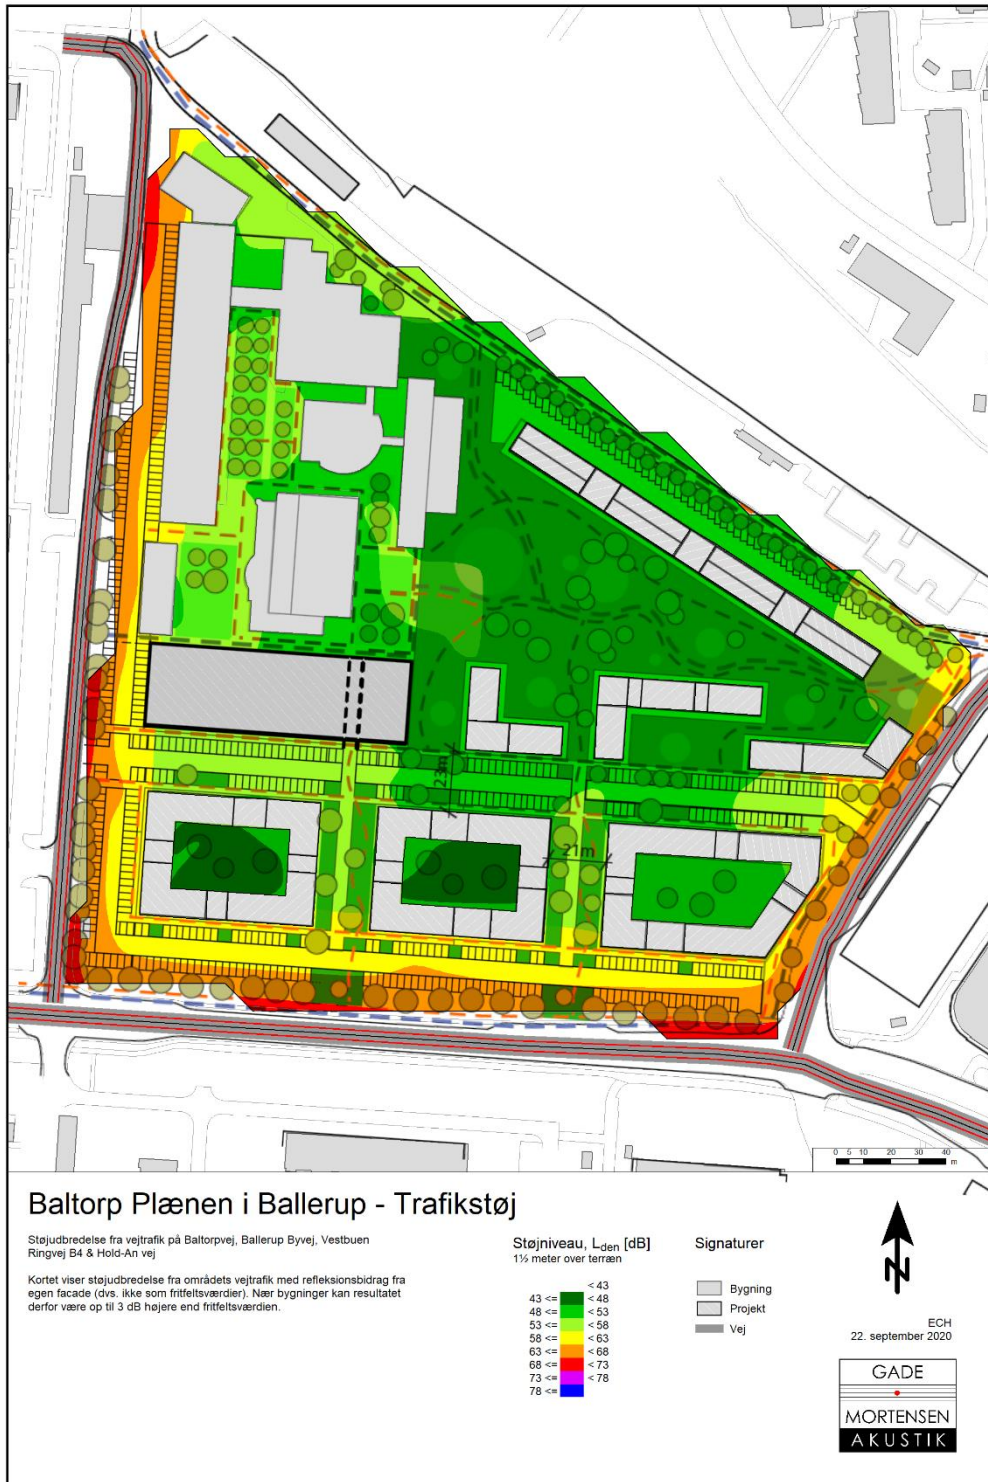 23m
21m
0 5 10 20 30 40
m
Baltorp Plænen i Ballerup - Trafikstøj
Støjudbredelse fra vejtrafik på Baltorpvej, Ballerup Byvej, Vestbuen
Ringvej B4 & Hold-An vej
Kortet viser støjudbredelse fra områdets vejtrafik med refleksionsbidrag fra
egen facade (dvs. ikke som fritfeltsværdier). Nær bygninger kan resultatet
derfor være op til 3 dB højere end fritfeltsværdien.
Støjniveau, Lden [dB]
1½ meter over terræn
< 43
43 <= < 48
48 <= < 53
53 <= < 58
58 <= < 63
63 <= < 68
68 <= < 73
73 <= < 78
78 <=
Signaturer
Bygning
Projekt
Vej
N
ECH
22. september 2020
GADE
MORTENSEN
AKUSTIK